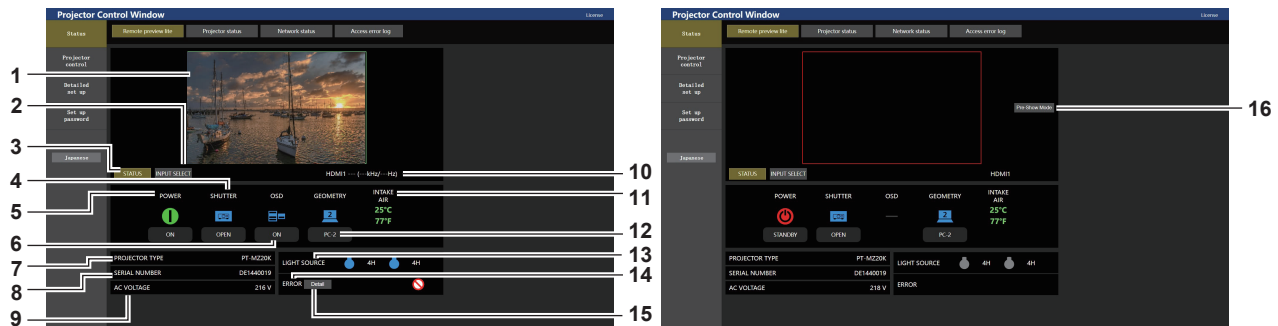 Projector Control Window
License
Status
Remote preview lite
Projector status
Network status
Access error log
Projector
control
Detailed
set up
Set up
password
Japanese
STATUS
INPUT SELECT
HDMI1 --- (---kHz/---Hz)
POWER
SHUTTER
OSD
GEOMETRY
INTAKE
AIR
25°C
77°F
2
ON
OPEN
ON
PC-2
PROJECTOR TYPE
PT-MZ20K
SERIAL NUMBER
DE1440019
AC VOLTAGE
216 V
LIGHT SOURCE
4H
4H
ERROR
Detail
1
2
3
4
5
6
7
8
9
10
11
12
13
14
15
Projector Control Window
License
Status
Remote preview lite
Projector status
Network status
Access error log
Projector
control
Detailed
set up
Set up
password
Japanese
Pre-Show Mode
STATUS
INPUT SELECT
HDMI1
POWER
SHUTTER
OSD
GEOMETRY
INTAKE
AIR
25°C
77°F
2
STANDBY
OPEN
PC-2
PROJECTOR TYPE
PT-MZ20K
SERIAL NUMBER
DE1440019
AC VOLTAGE
218 V
LIGHT SOURCE
4H
4H
ERROR
16